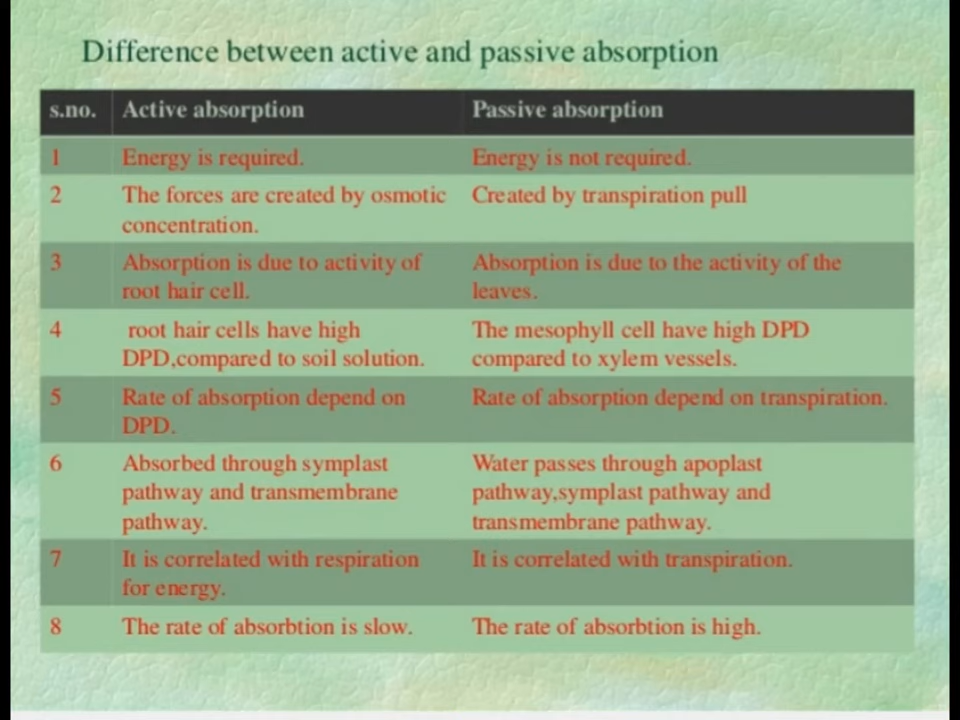 Difference between active and passive absorption
s.no. Active absorption Passive absorption
1 Energy is required. Energy is not required.
2 The forces are created by osmotic Created by transpiration pull
concentration.
3 Absorption is due to activity of Absorption is due to the activity of the
root hair cell. leaves.
4 root hair cells have high The mesophyll cell have high DPD
DPD,compared to soil solution. compared to xylem vessels.
5 Rate of absorption depend on Rate of absorption depend on transpiration.
DPD.
6 Absorbed through symplast Water passes through apoplast
pathway and transmembrane pathway,symplast pathway and
pathway. transmembrane pathway.
7 It is correlated with respiration It is correlated with transpiration.
for energy.
8 The rate of absorbtion is slow. The rate of absorbtion is high.